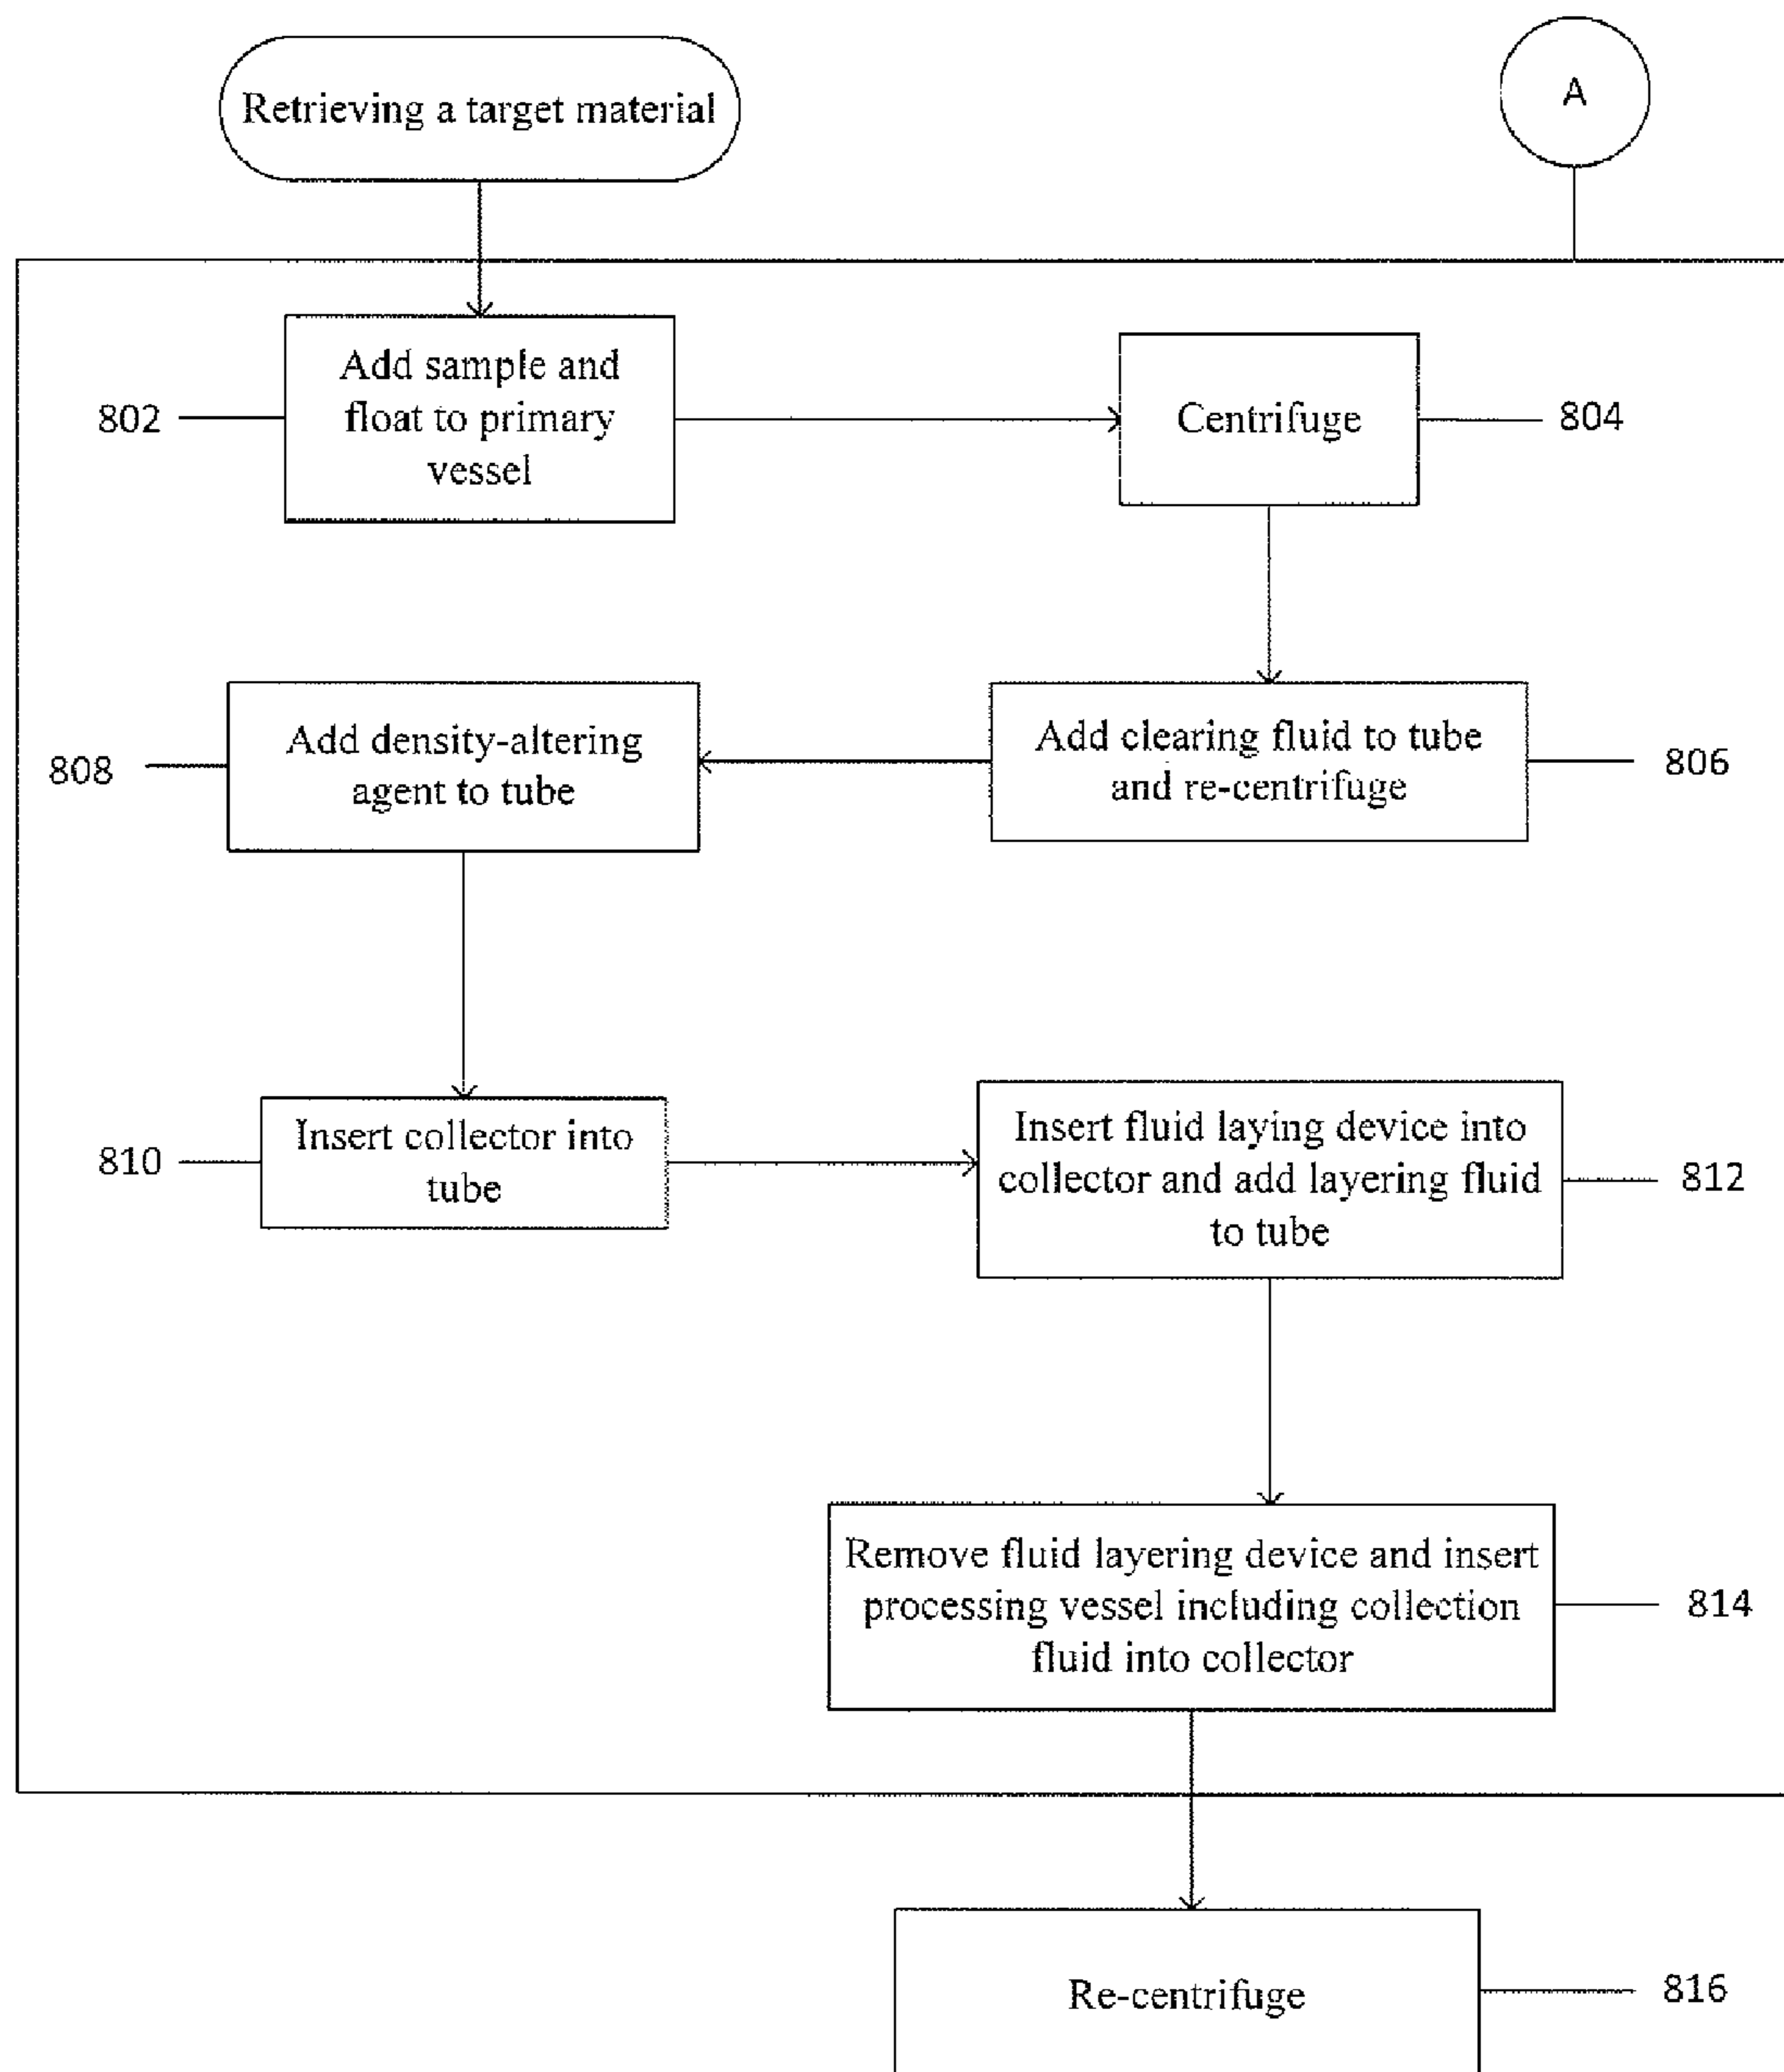 Retrieving a target material
A
802
Add sample and
float to primary
vessel
Centrifuge
804
808
Add density-altering
agent to tube
Add clearing fluid to tube
and re-centrifuge
806
810
Insert collector into
tube
Insert fluid laying device into
collector and add layering fluid
to tube
812
Remove fluid layering device and insert
processing vessel including collection
fluid into collector
814
Re-centrifuge
816